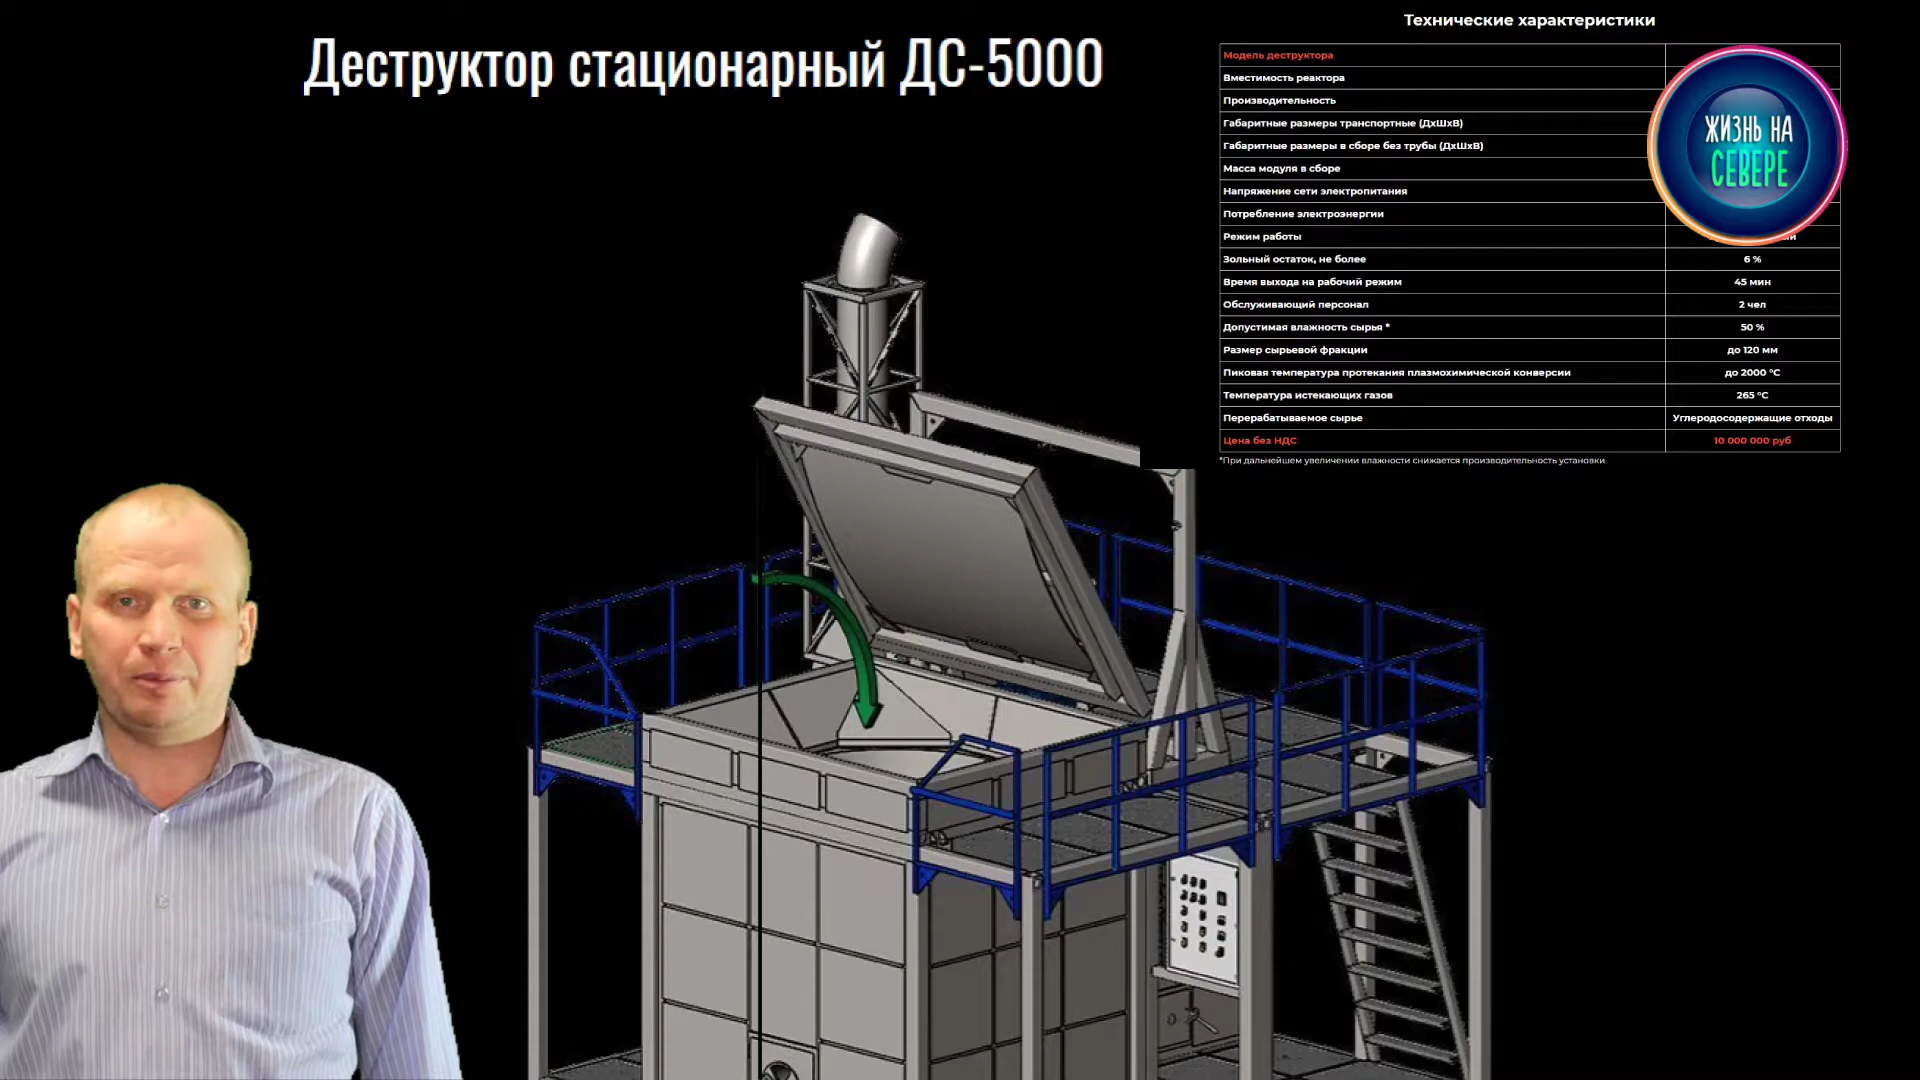 Деструктор стационарный ДС-5000
Технические характеристики
Модель деструктора
Вместимость реактора
Производительность
Габаритные размеры транспортные (ДхШхВ)
Габаритные размеры в сборе без трубы (ДхШхВ)
Масса модуля в сборе
Напряжение сети электропитания
Потребление электроэнергии
Режим работы
Зольный остаток, не более 6 %
Время выхода на рабочий режим 45 мин
Обслуживающий персонал 2 чел
Допустимая влажность сырья * 50 %
Размер сырьевой фракции до 120 мм
Пиковая температура протекания плазмохимической конверсии до 2000 °C
Температура истекающих газов 265 °C
Перерабатываемое сырье Углеродосодержащие отходы
Цена без НДС 10 000 000 руб
*При дальнейшем увеличении влажности снижается производительность установки.
ЖИЗНЬ НА
СЕВЕРЕ